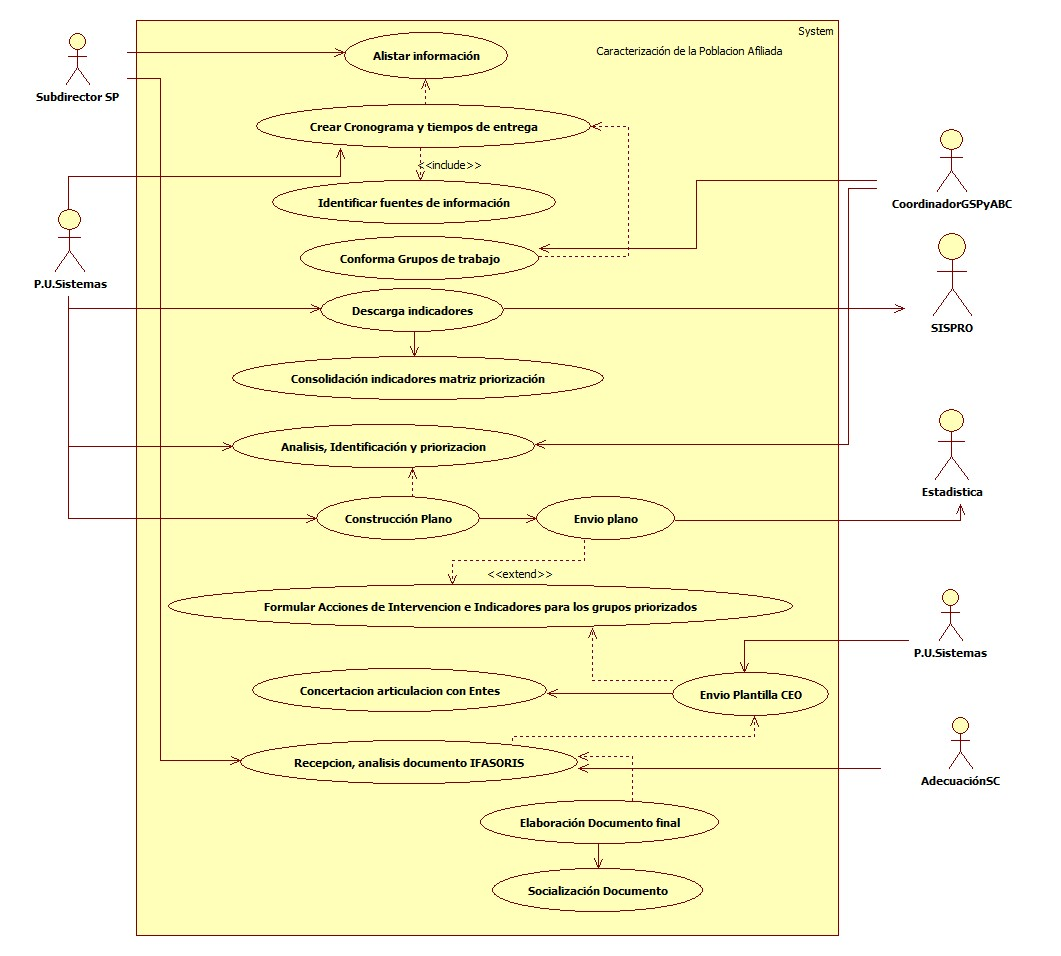 System
Caracterización de la Poblacion Afiliada
Alistar información
Subdirector SP
Crear Cronograma y tiempos de entrega
<<include>>
Identificar fuentes de información
CoordinadorGSPyABC
P.U.Sistemas
Conforma Grupos de trabajo
Descarga indicadores
SISPRO
Consolidación indicadores matriz priorización
Analisis, Identificación y priorizacion
Estadistica
Construcción Plano
Envio plano
<<extend>>
Formular Acciones de Intervencion e Indicadores para los grupos priorizados
P.U.Sistemas
Concertacion articulacion con Entes
Envio Plantilla CEO
Recepcion, analisis documento IFASORIS
AdecuaciónSC
Elaboración Documento final
Socialización Documento